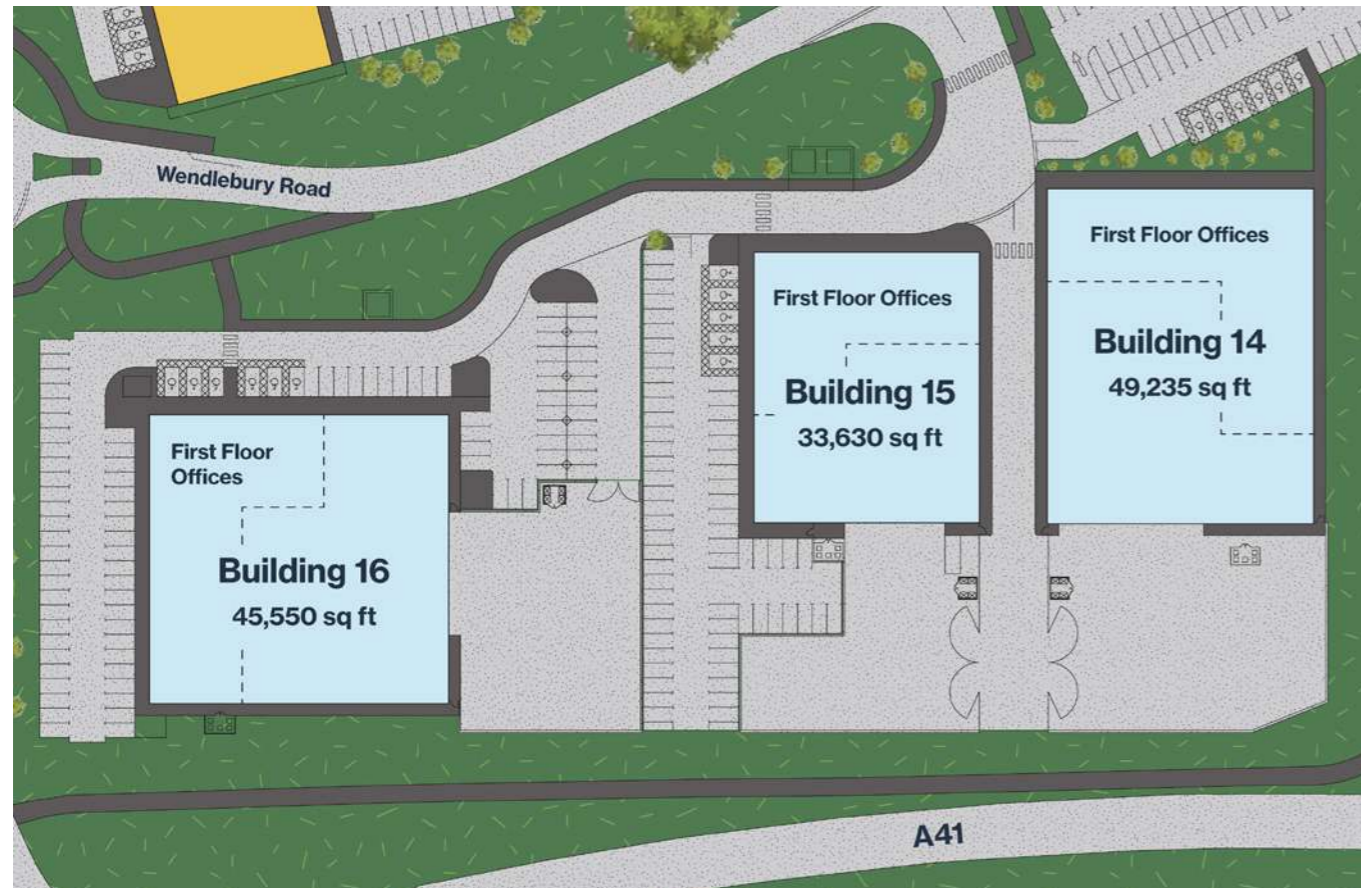 Wendlebury Road
First Floor Offices
Building 14
49,235 sq ft
First Floor Offices
Building 15
33,630 sq ft
First Floor
Offices
Building 16
45,550 sq ft
A41